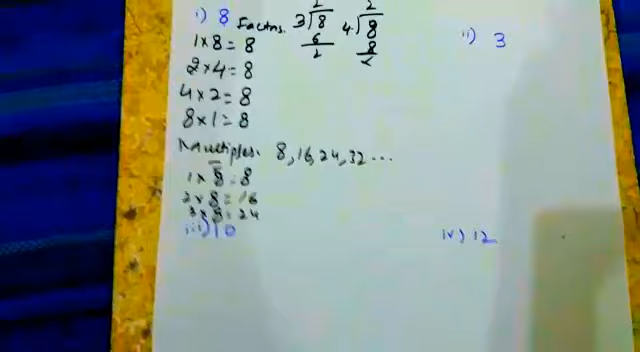 i) 8 Factors. 3)8 2 6 2 4)8 2 8
1 x 8 = 8
2 x 4 = 8
4 x 2 = 8
8 x 1 = 8
ii) 3
Multiples. 8, 16, 24, 32 ...
1 x 8 = 8
2 x 8 = 16
3 x 8 = 24
iii) 10
iv) 12